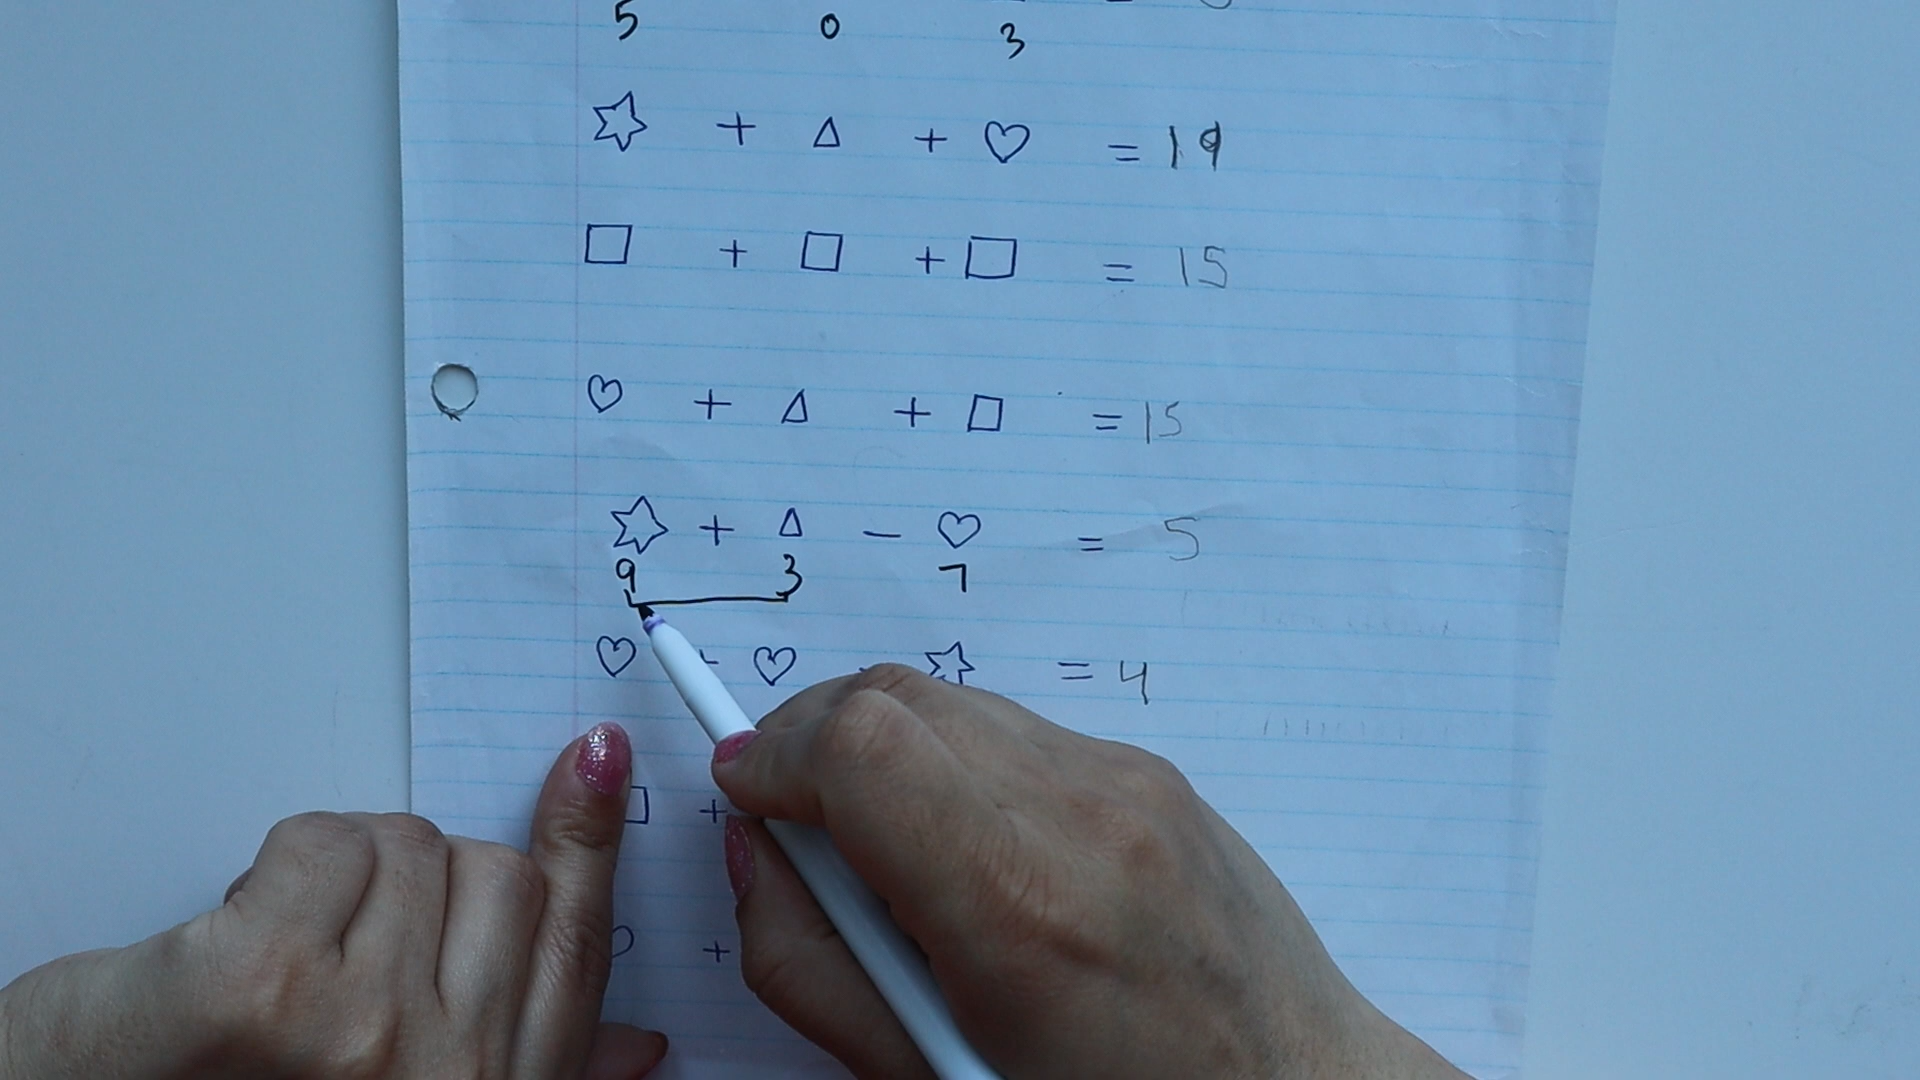 5 0 3
☆ + △ + ♡ = 19
□ + □ + □ = 15
♡ + △ + □ = 15
☆ + △ - ♡ = 5
9 3 7
♡ + ♡ - ☆ = 4
□ +
♡ +